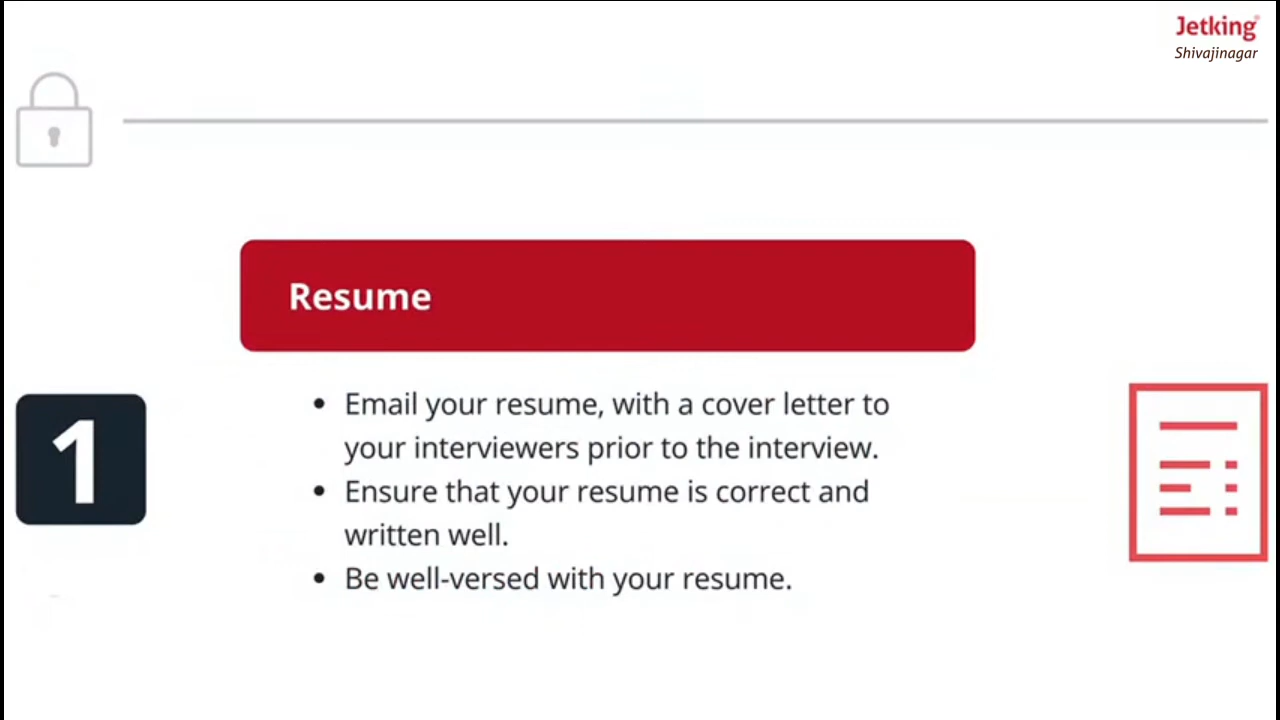 Jetking®
Shivajinagar
Resume
1
• Email your resume, with a cover letter to
your interviewers prior to the interview.
• Ensure that your resume is correct and
written well.
• Be well-versed with your resume.